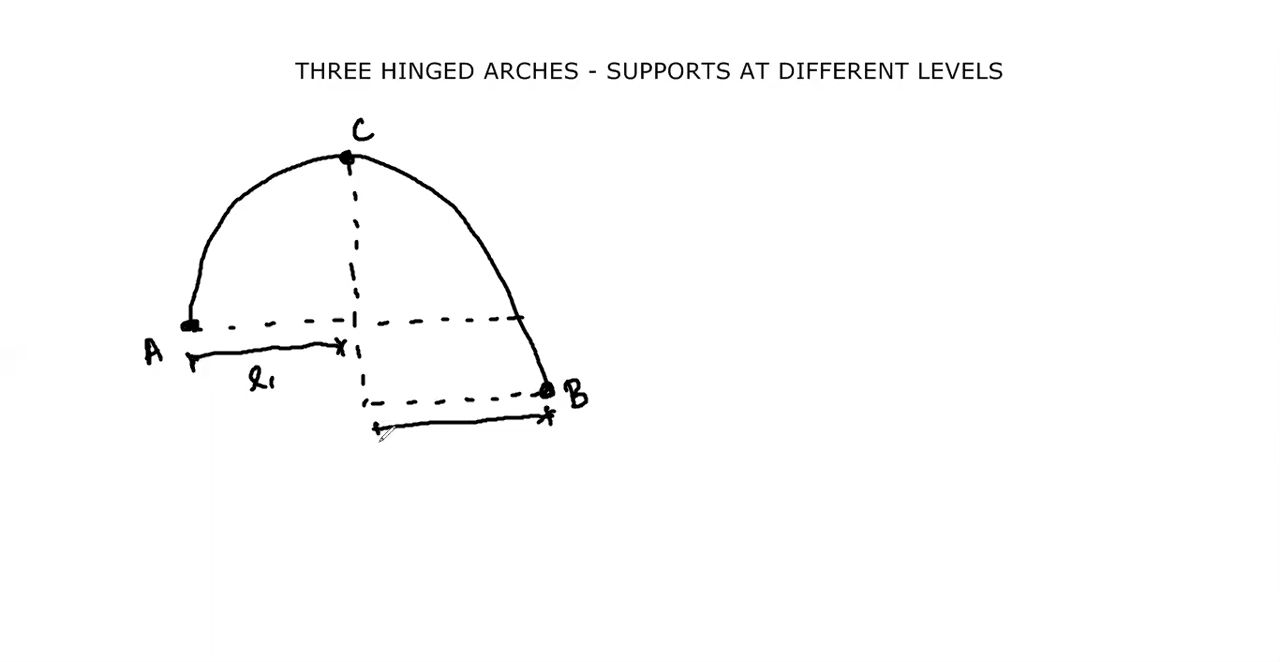 THREE HINGED ARCHES - SUPPORTS AT DIFFERENT LEVELS
C
A
l₁
B